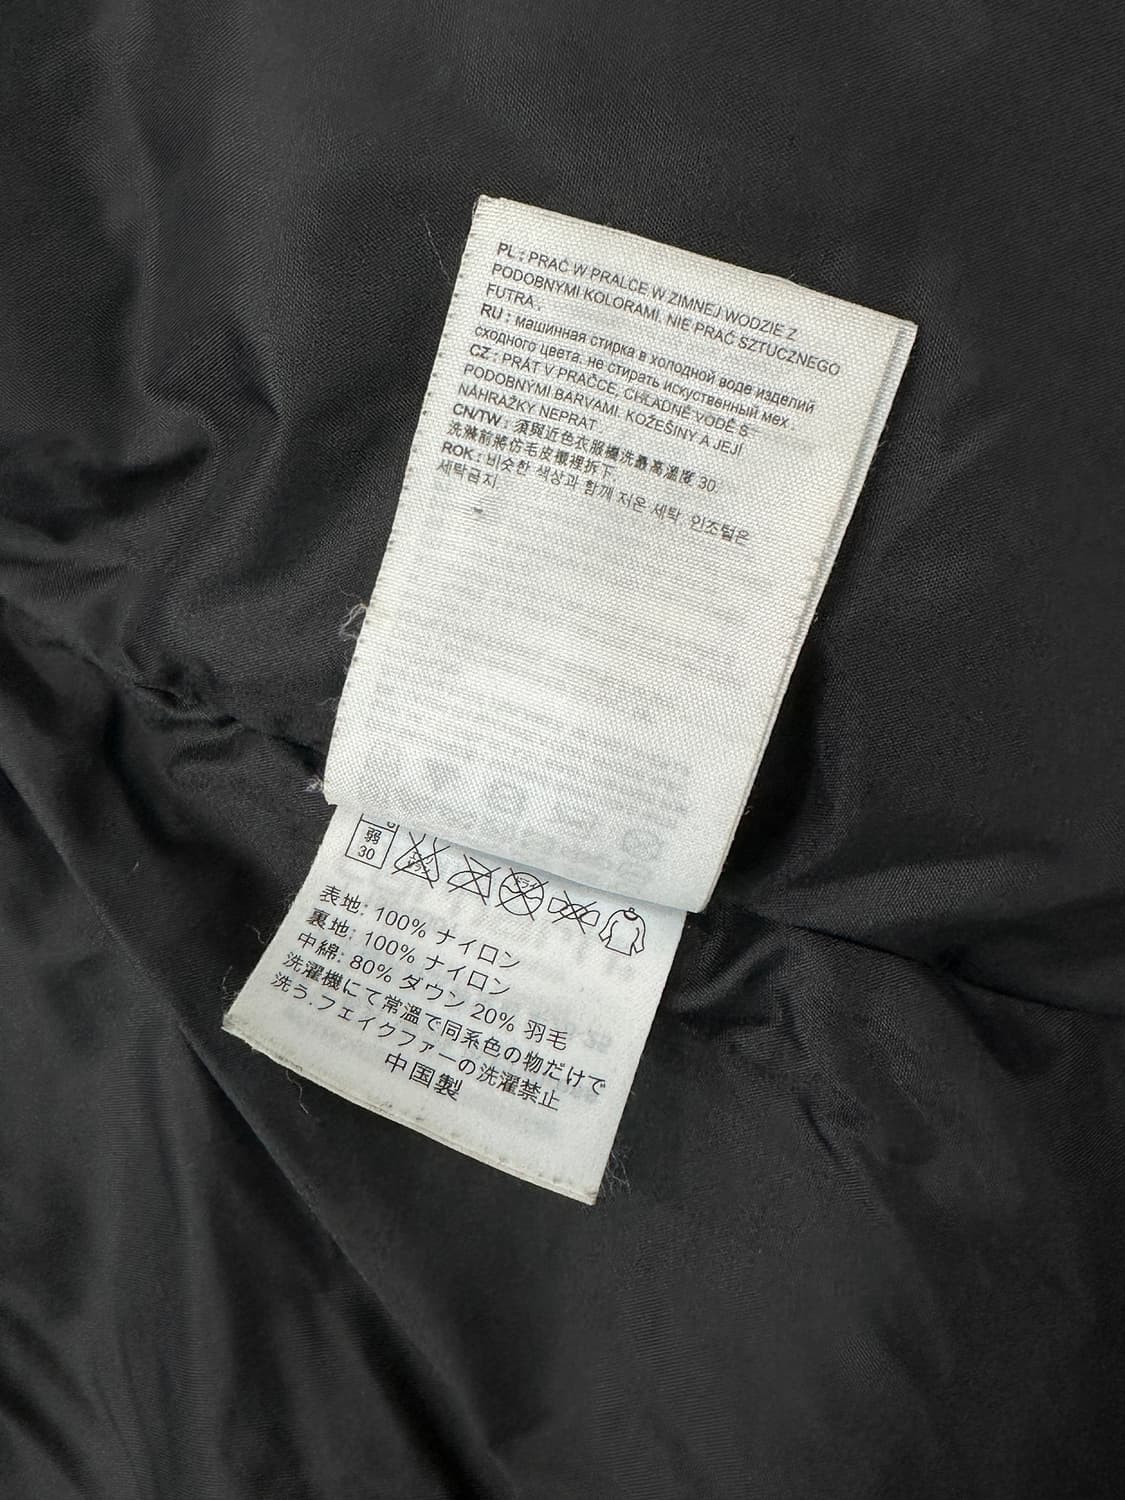 PL : PRAĆ W PRALCE W ZIMNEJ WODZIE Z
PODOBNYMI KOLORAMI, NIE PRAĆ SZTUCZNEGO
FUTRA.
RU : машинная стирка в холодной воде изделий
сходного цвета. не стирать искуственный мех.
CZ : PRÁT V PRAČCE, CHLADNÉ VODĚ S
PODOBNÝMI BARVAMI. KOŽEŠINY A JEJÍ
NÁHRAŽKY NEPRAT
CN/TW : 須與近色衣服機洗最高溫度 30.
洗滌前將仿毛皮襯裡拆下.
ROK : 비슷한 색상과 함께 저온 세탁. 인조털은
세탁금지
弱
30
ドライ
表地: 100% ナイロン
裏地: 100% ナイロン
中綿: 80% ダウン 20% 羽毛
洗濯機にて常溫で同系色の物だけで
洗う.フェイクファーの洗濯禁止
中国製